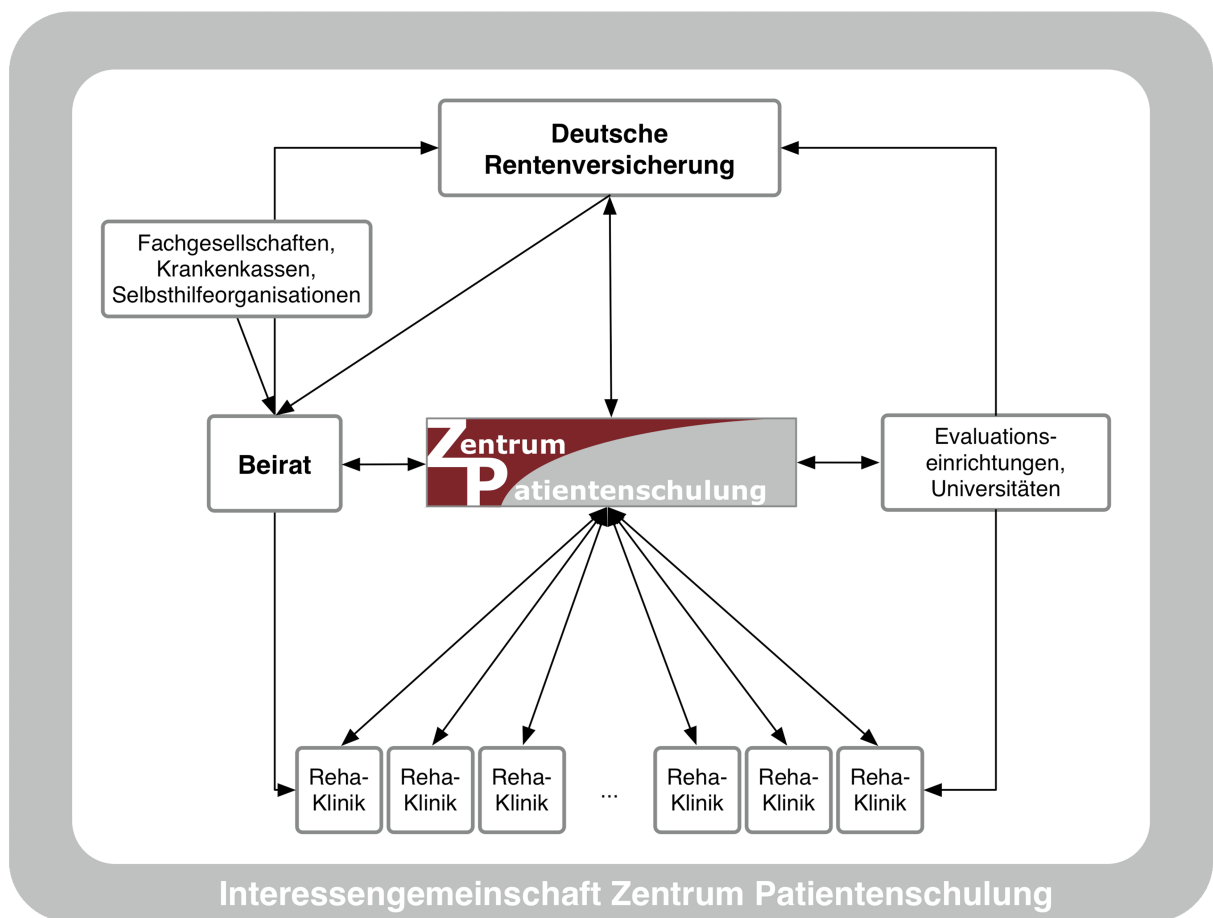 Deutsche
Rentenversicherung
Fachgesellschaften,
Krankenkassen,
Selbsthilfeorganisationen
Beirat
Zentrum
Patientenschulung
Evaluations-
einrichtungen,
Universitäten
Reha-
Klinik
Reha-
Klinik
Reha-
Klinik
...
Reha-
Klinik
Reha-
Klinik
Reha-
Klinik
Interessengemeinschaft Zentrum Patientenschulung